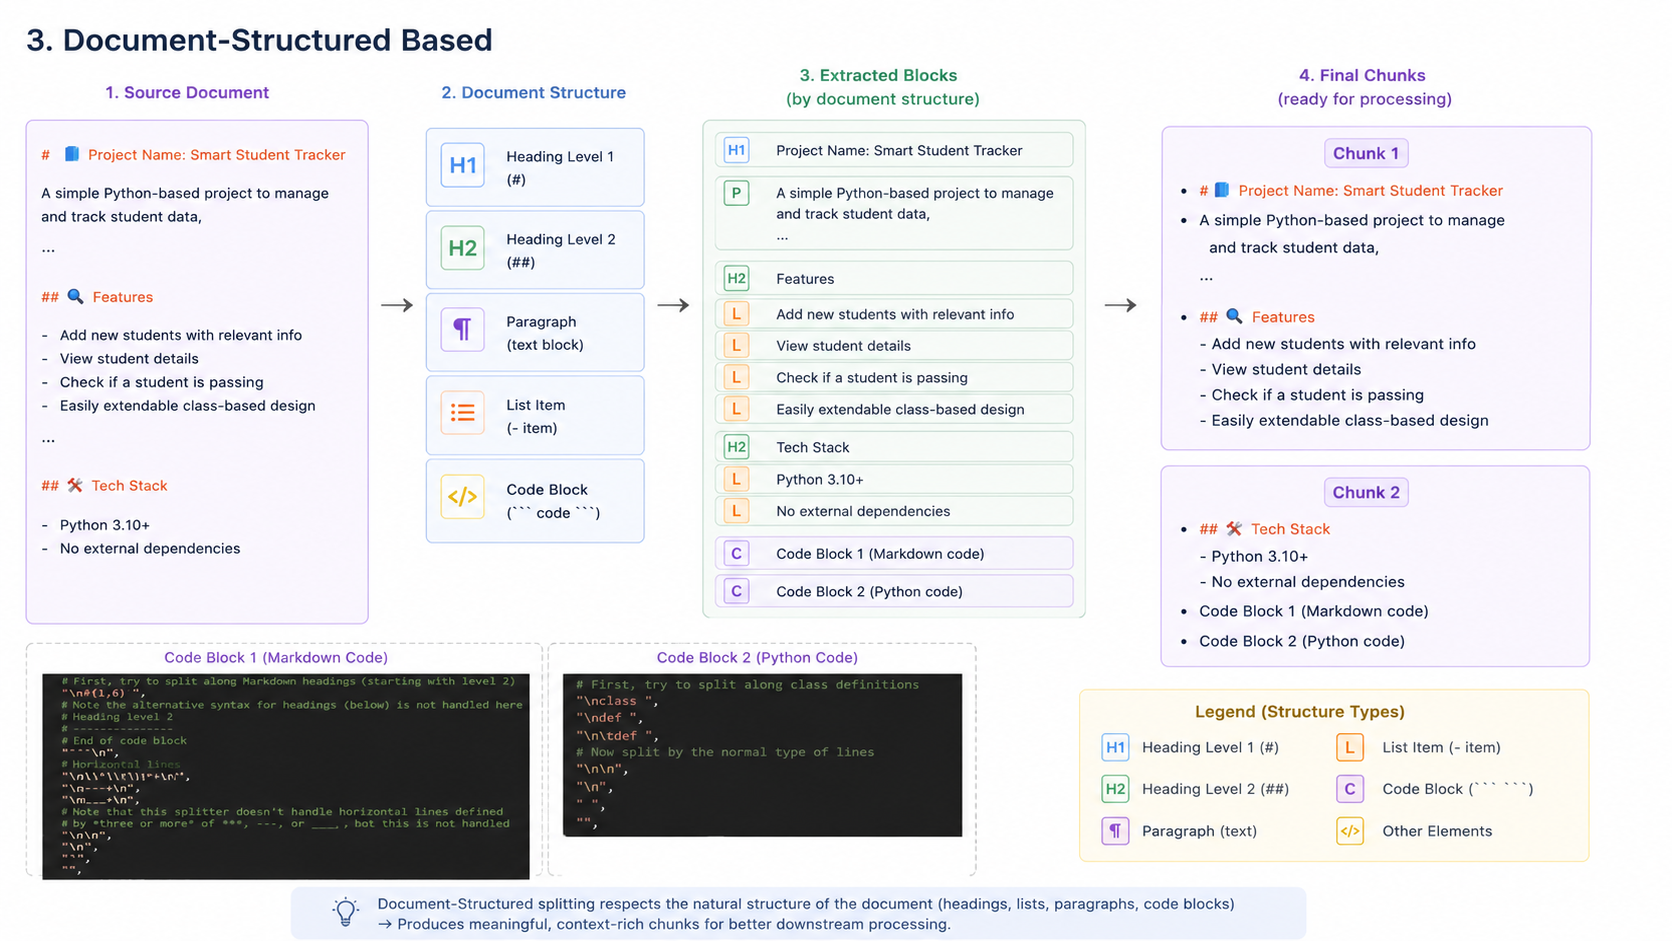 3. Document-Structured Based
1. Source Document
# Project Name: Smart Student Tracker
A simple Python-based project to manage
and track student data,
...
## Features
- Add new students with relevant info
- View student details
- Check if a student is passing
- Easily extendable class-based design
...
## Tech Stack
- Python 3.10+
- No external dependencies
2. Document Structure
H1
Heading Level 1
(#)
H2
Heading Level 2
(##)
¶
Paragraph
(text block)
List Item
(- item)
</>
Code Block
(``` code ```)
3. Extracted Blocks
(by document structure)
H1 Project Name: Smart Student Tracker
P A simple Python-based project to manage
and track student data,
...
H2 Features
L Add new students with relevant info
L View student details
L Check if a student is passing
L Easily extendable class-based design
H2 Tech Stack
L Python 3.10+
L No external dependencies
C Code Block 1 (Markdown code)
C Code Block 2 (Python code)
4. Final Chunks
(ready for processing)
Chunk 1
• # Project Name: Smart Student Tracker
• A simple Python-based project to manage
and track student data,
...
• ## Features
- Add new students with relevant info
- View student details
- Check if a student is passing
- Easily extendable class-based design
Chunk 2
• ## Tech Stack
- Python 3.10+
- No external dependencies
• Code Block 1 (Markdown code)
• Code Block 2 (Python code)
Code Block 1 (Markdown Code)
# First, try to split along Markdown headings (starting with level 2)
"\n#{1,6} ",
# Note the alternative syntax for headings (below) is not handled here
# Heading level 2
# ---------------
# End of code block
# Horizontal lines
# Note that this splitter doesn't handle horizontal lines defined
# by *three or more* of ***, ---, or ___, but this is not handled
"\n\n",
"\n",
" ",
"",
Code Block 2 (Python Code)
# First, try to split along class definitions
"\nclass ",
"\ndef ",
"\n\tdef ",
# Now split by the normal type of lines
"\n\n",
"\n",
" ",
"",
Legend (Structure Types)
H1 Heading Level 1 (#)
L List Item (- item)
H2 Heading Level 2 (##)
C Code Block (``` ```)
¶ Paragraph (text)
</> Other Elements
Document-Structured splitting respects the natural structure of the document (headings, lists, paragraphs, code blocks)
→ Produces meaningful, context-rich chunks for better downstream processing.